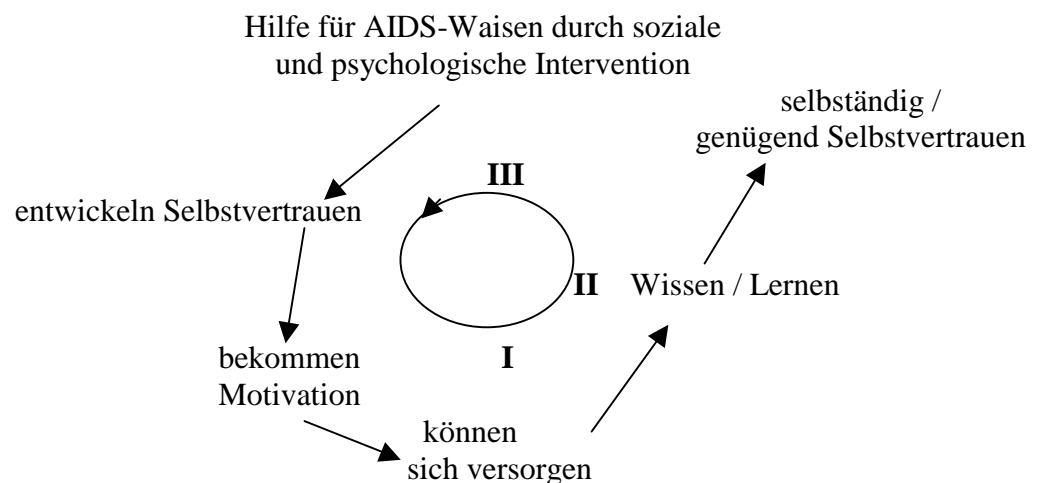 Hilfe für AIDS-Waisen durch soziale
und psychologische Intervention
selbständig /
genügend Selbstvertrauen
III
entwickeln Selbstvertrauen
II Wissen / Lernen
I
bekommen
Motivation
können
sich versorgen